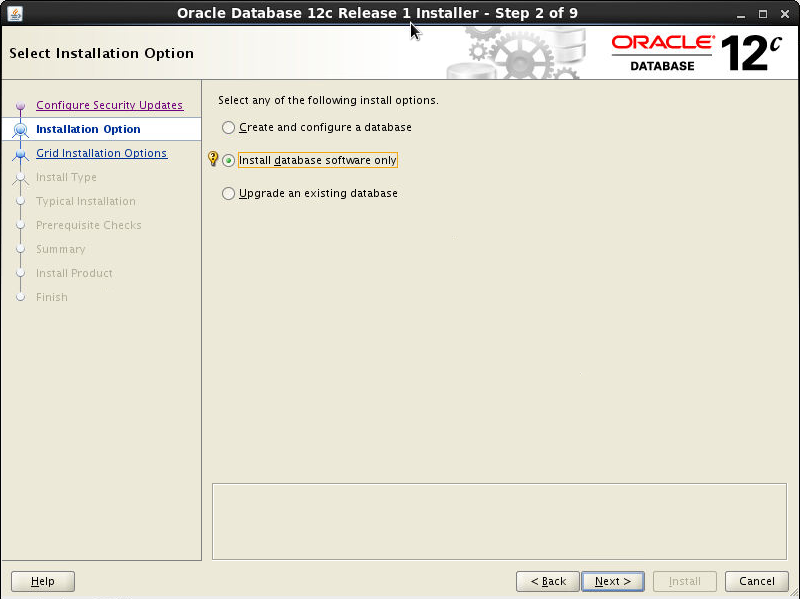 Oracle Database 12c Release 1 Installer - Step 2 of 9
Select Installation Option
ORACLE® 12c
DATABASE
Configure Security Updates
Installation Option
Grid Installation Options
Install Type
Typical Installation
Prerequisite Checks
Summary
Install Product
Finish
Select any of the following install options.
Create and configure a database
Install database software only
Upgrade an existing database
Help
< Back
Next >
Install
Cancel